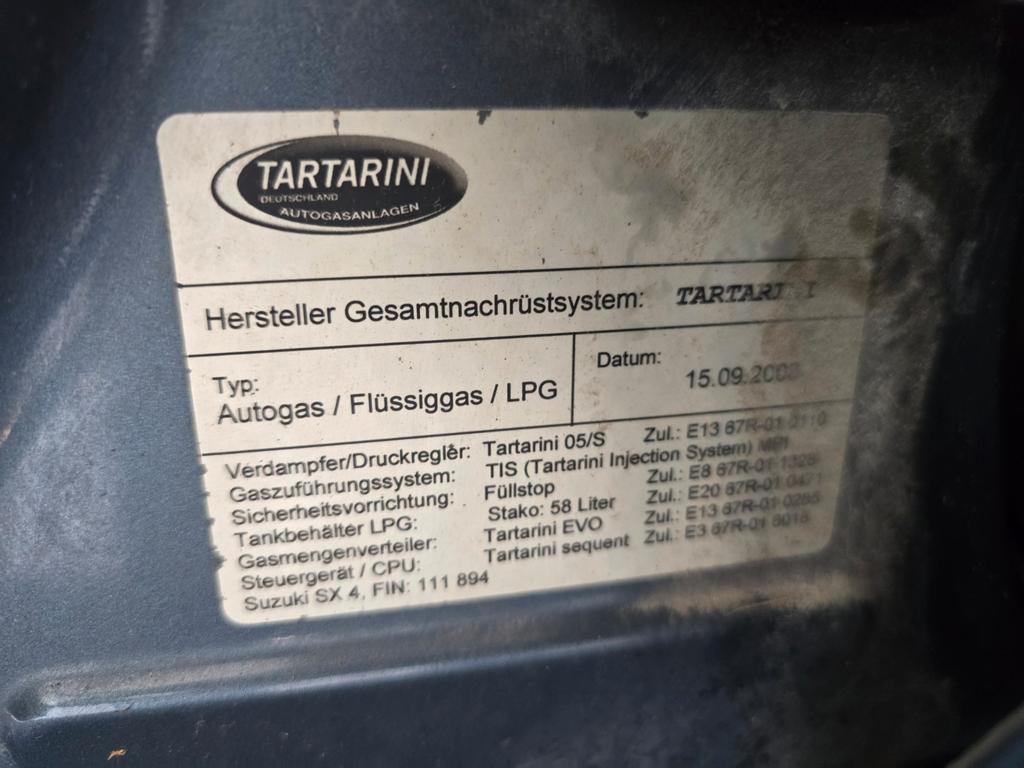 TARTARINI
DEUTSCHLAND
AUTOGASANLAGEN
Hersteller Gesamtnachrüstsystem: TARTARINI
Typ:
Autogas / Flüssiggas / LPG
Datum:
15.09.2008
Verdampfer/Druckregler: Tartarini 05/S Zul.: E13 67R-01 0110
Gaszuführungssystem: TIS (Tartarini Injection System) MPI
Sicherheitsvorrichtung: Füllstop Zul.: E8 67R-01
Tankbehälter LPG: Stako: 58 Liter Zul.: E20 67R-01
Gasmengenverteiler: Tartarini EVO Zul.: E13 67R-01
Steuergerät / CPU: Tartarini sequent Zul.: E3 67R-01
Suzuki SX 4, FIN: 111 894